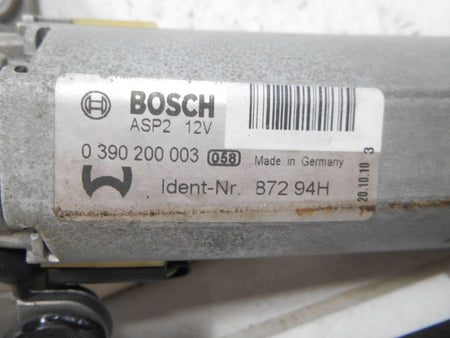 BOSCH
ASP2 12V
0 390 200 003 058 Made in Germany
Ident-Nr. 872 94H
20.10.10 3